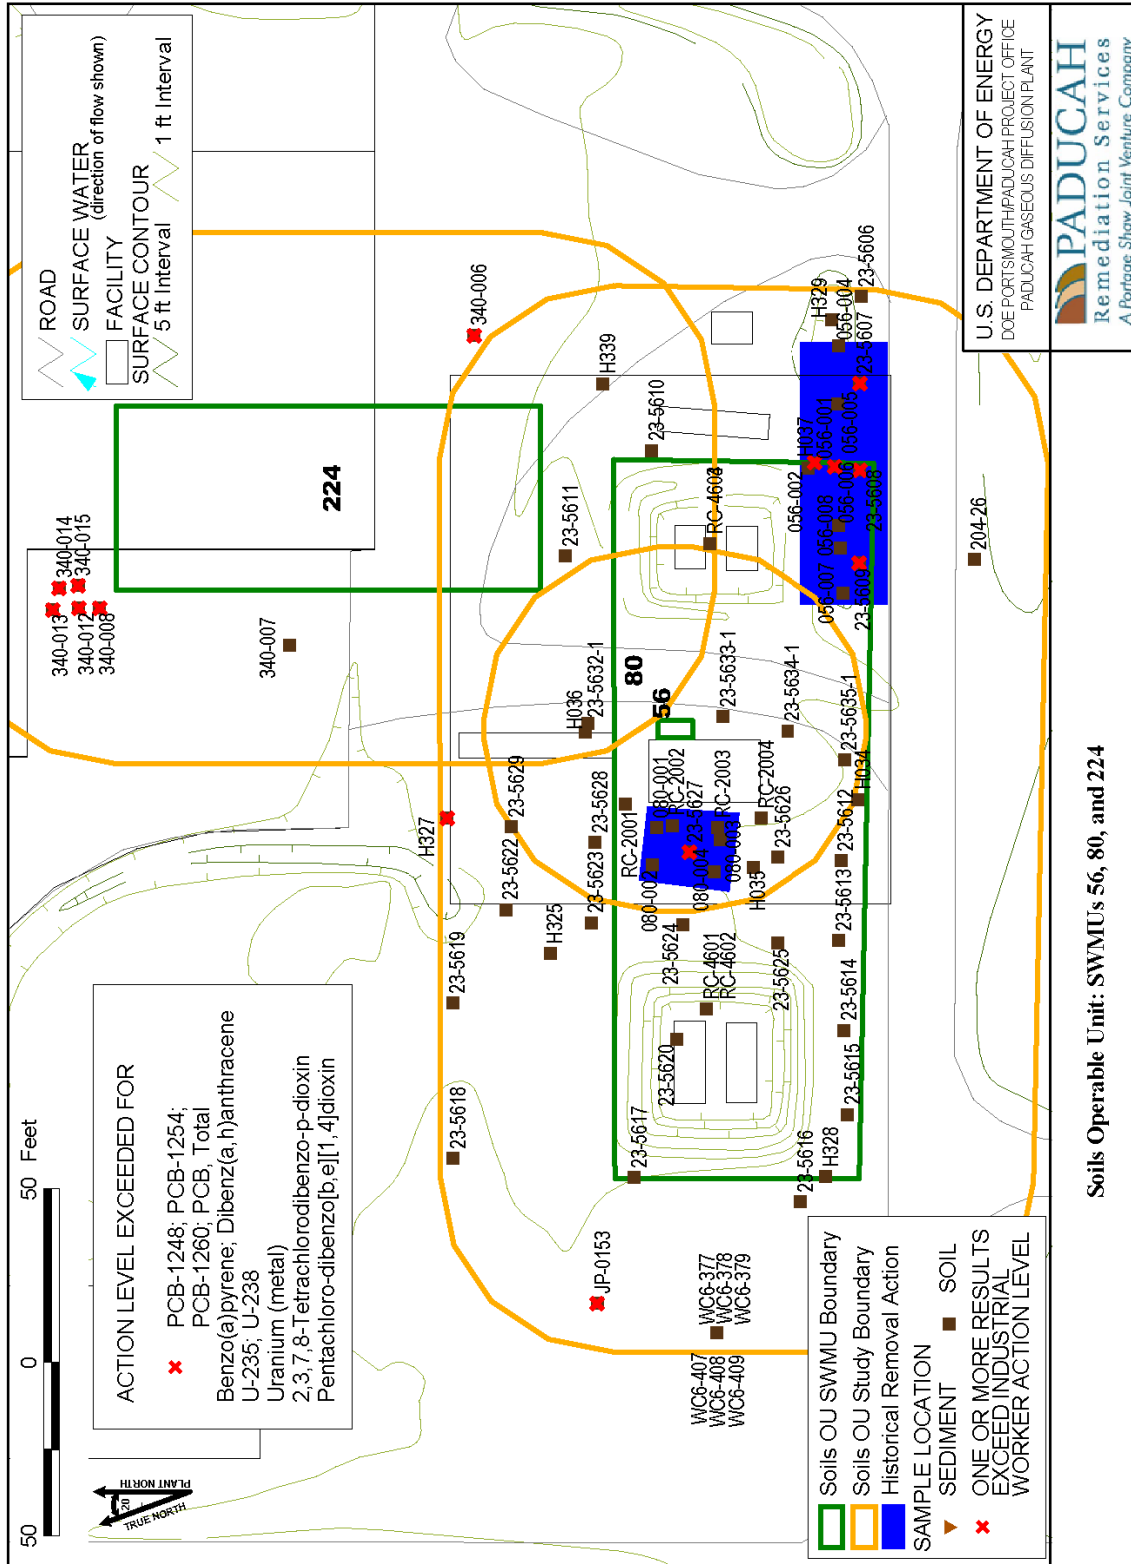 50 0 50 Feet
TRUE NORTH
PLANT NORTH
20
ACTION LEVEL EXCEEDED FOR
PCB-1248; PCB-1254;
PCB-1260; PCB, Total
Benzo(a)pyrene; Dibenz(a,h)anthracene
U-235; U-238
Uranium (metal)
2,3,7,8-Tetrachlorodibenzo-p-dioxin
Pentachloro-dibenzo[b,e][1,4]dioxin
ROAD
SURFACE WATER
(direction of flow shown)
FACILITY
SURFACE CONTOUR
5 ft Interval
1 ft Interval
340-013
340-014
340-012
340-015
340-008
340-007
224
340-006
H327
23-5619
23-5618
23-5622
23-5629
H325
23-5623
23-5628
H036
23-5632-1
23-5611
H339
23-5610
JP-0153
WC6-407
WC6-377
WC6-408
WC6-378
WC6-409
WC6-379
23-5617
23-5620
RC-4601
RC-4602
23-5624
RC-2001
080-002
080-001
RC-2002
23-5627
080-004
RC-2003
080-003
RC-2004
H035
23-5626
23-5625
80
56
23-5633-1
23-5634-1
23-5635-1
H034
23-5612
23-5613
23-5614
23-5615
23-5616
H328
056-002
H037
056-001
056-005
056-007
056-008
056-006
23-5609
23-5608
23-5607
056-004
H329
23-5606
204-26
Soils OU SWMU Boundary
Soils OU Study Boundary
Historical Removal Action
SAMPLE LOCATION
SEDIMENT
SOIL
ONE OR MORE RESULTS
EXCEED INDUSTRIAL
WORKER ACTION LEVEL
U.S. DEPARTMENT OF ENERGY
DOE PORTSMOUTH/PADUCAH PROJECT OFFICE
PADUCAH GASEOUS DIFFUSION PLANT
PADUCAH
Remediation Services
A Portage Shaw Joint Venture Company
Soils Operable Unit: SWMUs 56, 80, and 224